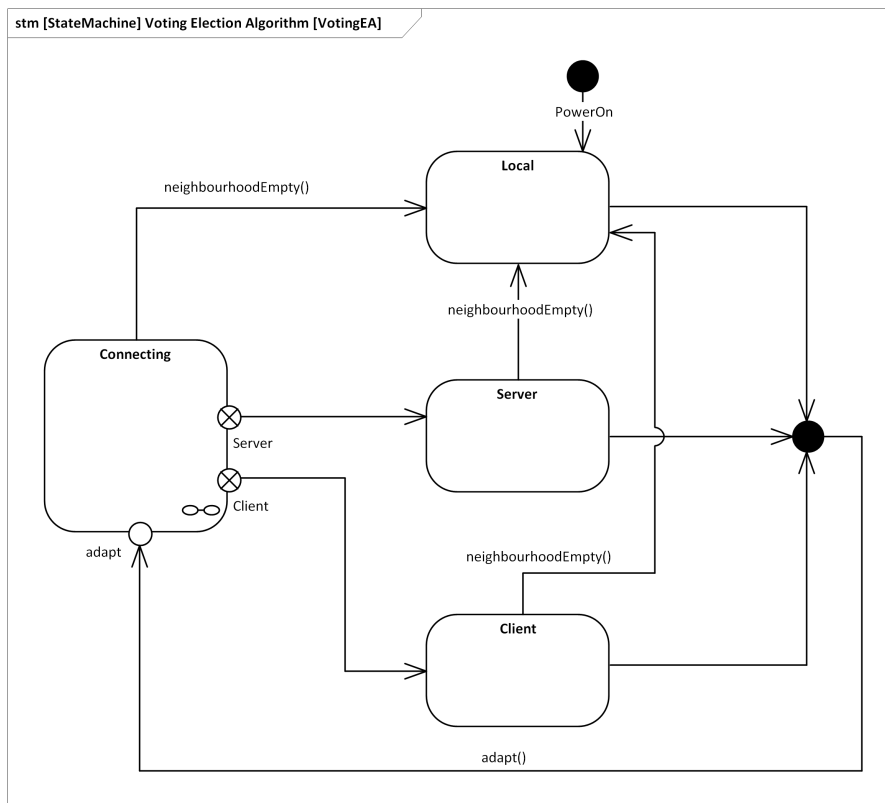 stm [StateMachine] Voting Election Algorithm [VotingEA]
PowerOn
Local
neighbourhoodEmpty()
neighbourhoodEmpty()
Connecting
Server
Server
Client
adapt
neighbourhoodEmpty()
Client
adapt()